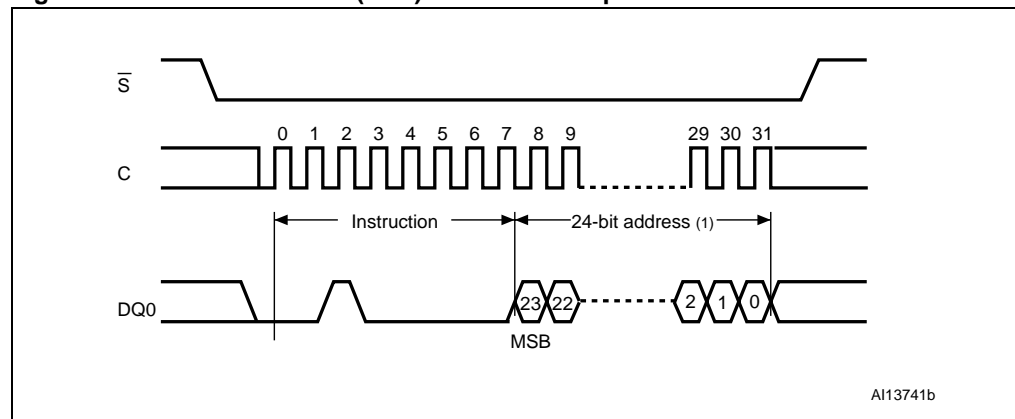 S
0 1 2 3 4 5 6 7 8 9 29 30 31
C
Instruction 24-bit address (1)
DQ0 23 22 2 1 0
MSB
AI13741b